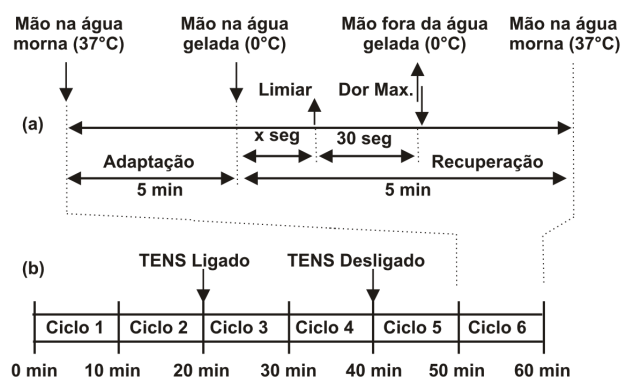 Mão na água morna (37°C)
Mão na água gelada (0°C)
Mão fora da água gelada (0°C)
Mão na água morna (37°C)
Limiar
Dor Max.
(a)
x seg
30 seg
Adaptação
Recuperação
5 min
5 min
(b)
TENS Ligado
TENS Desligado
Ciclo 1
Ciclo 2
Ciclo 3
Ciclo 4
Ciclo 5
Ciclo 6
0 min
10 min
20 min
30 min
40 min
50 min
60 min